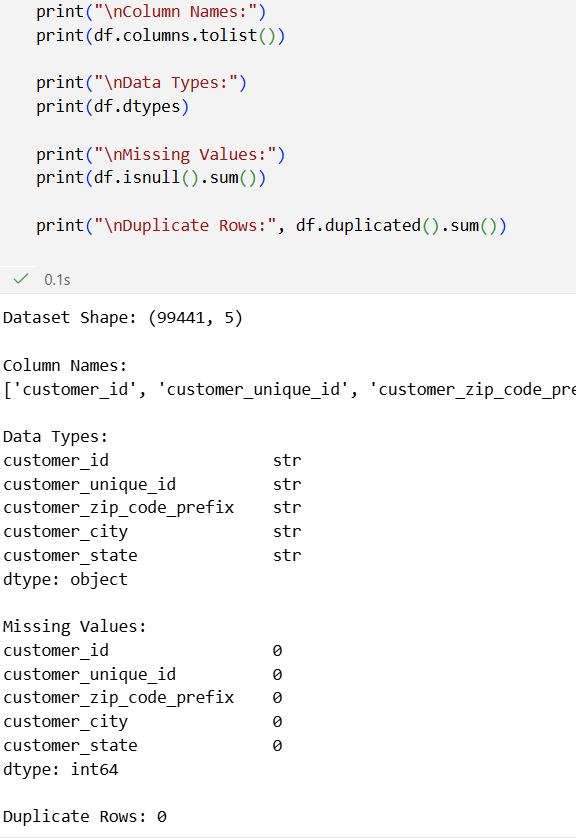 print("\nColumn Names:")
print(df.columns.tolist())
print("\nData Types:")
print(df.dtypes)
print("\nMissing Values:")
print(df.isnull().sum())
print("\nDuplicate Rows:", df.duplicated().sum())
0.1s
Dataset Shape: (99441, 5)
Column Names:
['customer_id', 'customer_unique_id', 'customer_zip_code_pre
Data Types:
customer_id str
customer_unique_id str
customer_zip_code_prefix str
customer_city str
customer_state str
dtype: object
Missing Values:
customer_id 0
customer_unique_id 0
customer_zip_code_prefix 0
customer_city 0
customer_state 0
dtype: int64
Duplicate Rows: 0